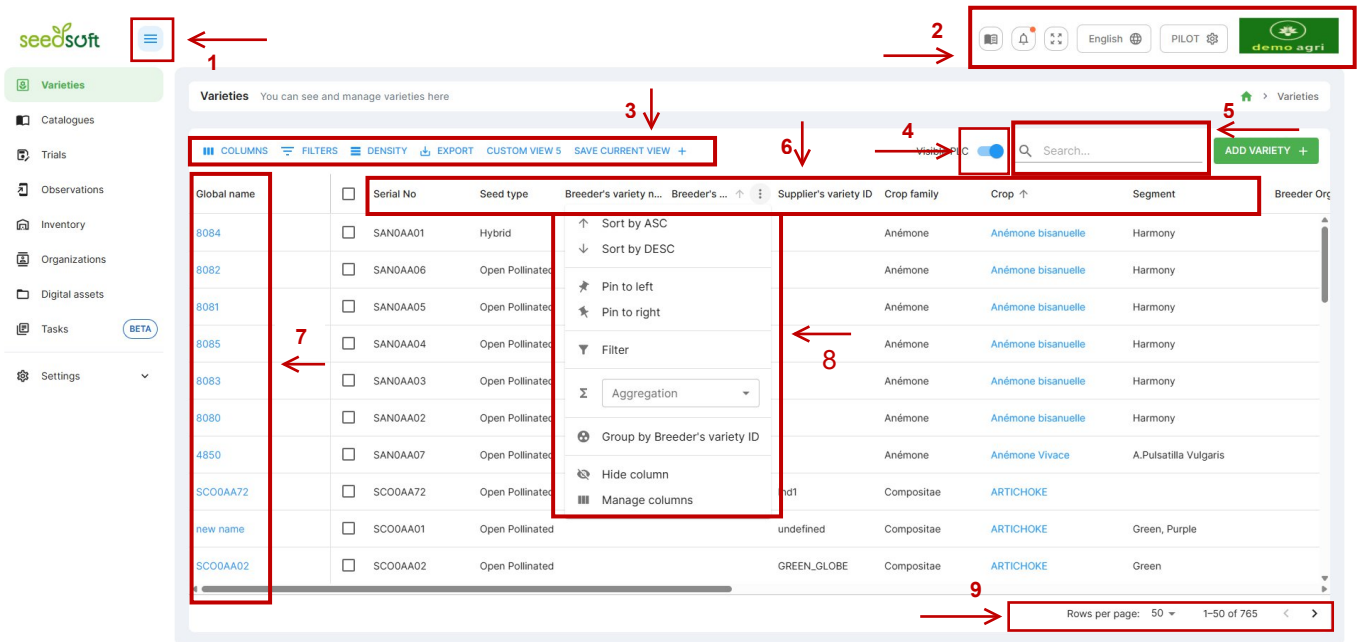 seedsoft
1
2
English
PILOT
demo agri
Varieties
Catalogues
Trials
Observations
Inventory
Organizations
Digital assets
Tasks BETA
Settings
Varieties You can see and manage varieties here
> Varieties
3
4
5
6
COLUMNS FILTERS DENSITY EXPORT CUSTOM VIEW 5 SAVE CURRENT VIEW +
Search...
ADD VARIETY +
Global name Serial No Seed type Breeder's variety n... Breeder's ... Supplier's variety ID Crop family Crop Segment Breeder Org
8084 SAN0AA01 Hybrid Anémone Anémone bisanuelle Harmony
8082 SAN0AA06 Open Pollinated Anémone Anémone bisanuelle Harmony
8081 SAN0AA05 Open Pollinated Anémone Anémone bisanuelle Harmony
8085 SAN0AA04 Open Pollinated Anémone Anémone bisanuelle Harmony
8083 SAN0AA03 Open Pollinated Anémone Anémone bisanuelle Harmony
8080 SAN0AA02 Open Pollinated Anémone Anémone bisanuelle Harmony
4850 SAN0AA07 Open Pollinated Anémone Anémone Vivace A.Pulsatilla Vulgaris
SCO0AA72 SCO0AA72 Open Pollinated Ind1 Compositae ARTICHOKE
new name SCO0AA01 Open Pollinated undefined Compositae ARTICHOKE Green, Purple
SCO0AA02 SCO0AA02 Open Pollinated GREEN_GLOBE Compositae ARTICHOKE Green
Sort by ASC
Sort by DESC
Pin to left
Pin to right
Filter
Σ Aggregation
Group by Breeder's variety ID
Hide column
Manage columns
7
8
9
Rows per page: 50 1–50 of 765